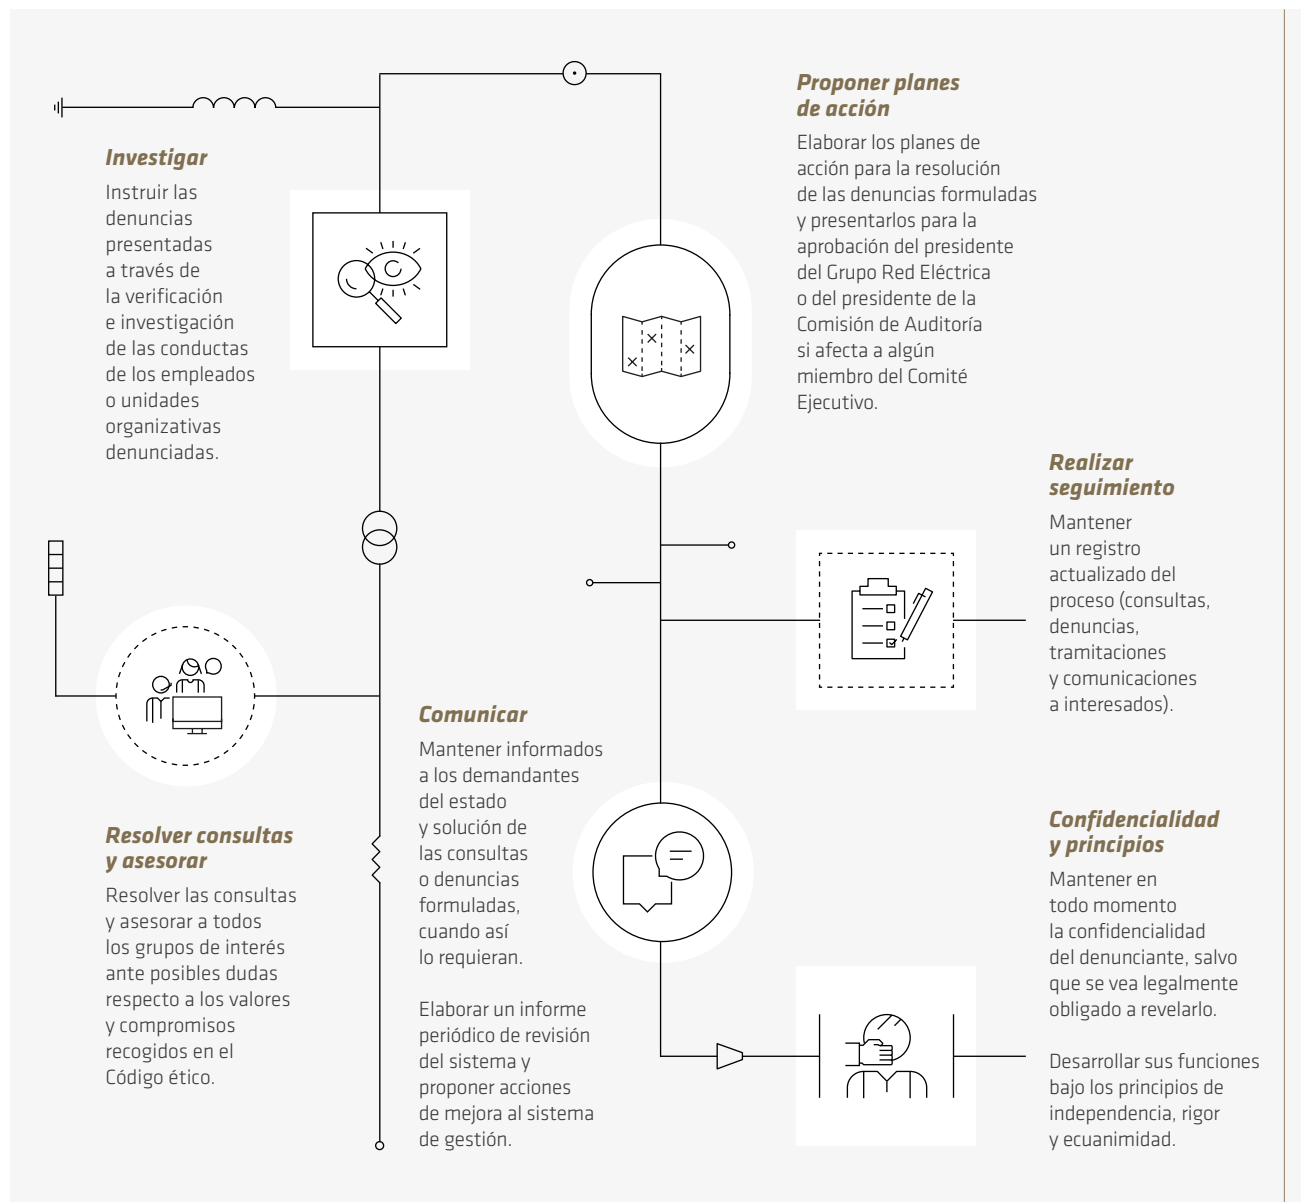 Investigar
Instruir las
denuncias
presentadas
a través de
la verificación
e investigación
de las conductas
de los empleados
o unidades
organizativas
denunciadas.
Resolver consultas
y asesorar
Resolver las consultas
y asesorar a todos
los grupos de interés
ante posibles dudas
respecto a los valores
y compromisos
recogidos en el
Código ético.
Comunicar
Mantener informados
a los demandantes
del estado
y solución de
las consultas
o denuncias
formuladas,
cuando así
lo requieran.
Elaborar un informe
periódico de revisión
del sistema y
proponer acciones
de mejora al sistema
de gestión.
Proponer planes
de acción
Elaborar los planes de
acción para la resolución
de las denuncias formuladas
y presentarlos para la
aprobación del presidente
del Grupo Red Eléctrica
o del presidente de la
Comisión de Auditoría
si afecta a algún
miembro del Comité
Ejecutivo.
Realizar
seguimiento
Mantener
un registro
actualizado del
proceso (consultas,
denuncias,
tramitaciones
y comunicaciones
a interesados).
Confidencialidad
y principios
Mantener en
todo momento
la confidencialidad
del denunciante, salvo
que se vea legalmente
obligado a revelarlo.
Desarrollar sus funciones
bajo los principios de
independencia, rigor
y ecuanimidad.